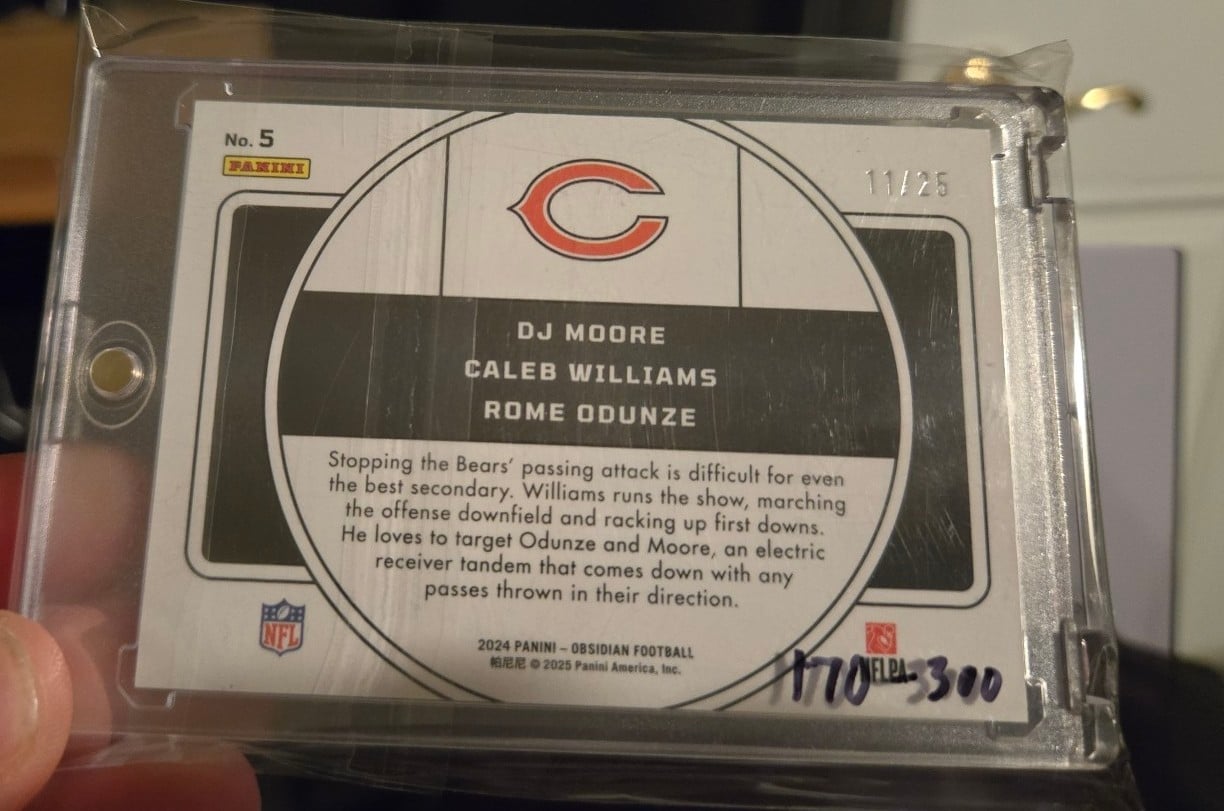 No. 5
PANINI
11/25
DJ MOORE
CALEB WILLIAMS
ROME ODUNZE
Stopping the Bears' passing attack is difficult for even
the best secondary. Williams runs the show, marching
the offense downfield and racking up first downs.
He loves to target Odunze and Moore, an electric
receiver tandem that comes down with any
passes thrown in their direction.
NFL
2024 PANINI – OBSIDIAN FOOTBALL
帕尼尼 © 2025 Panini America, Inc.
NFLPA
170-300